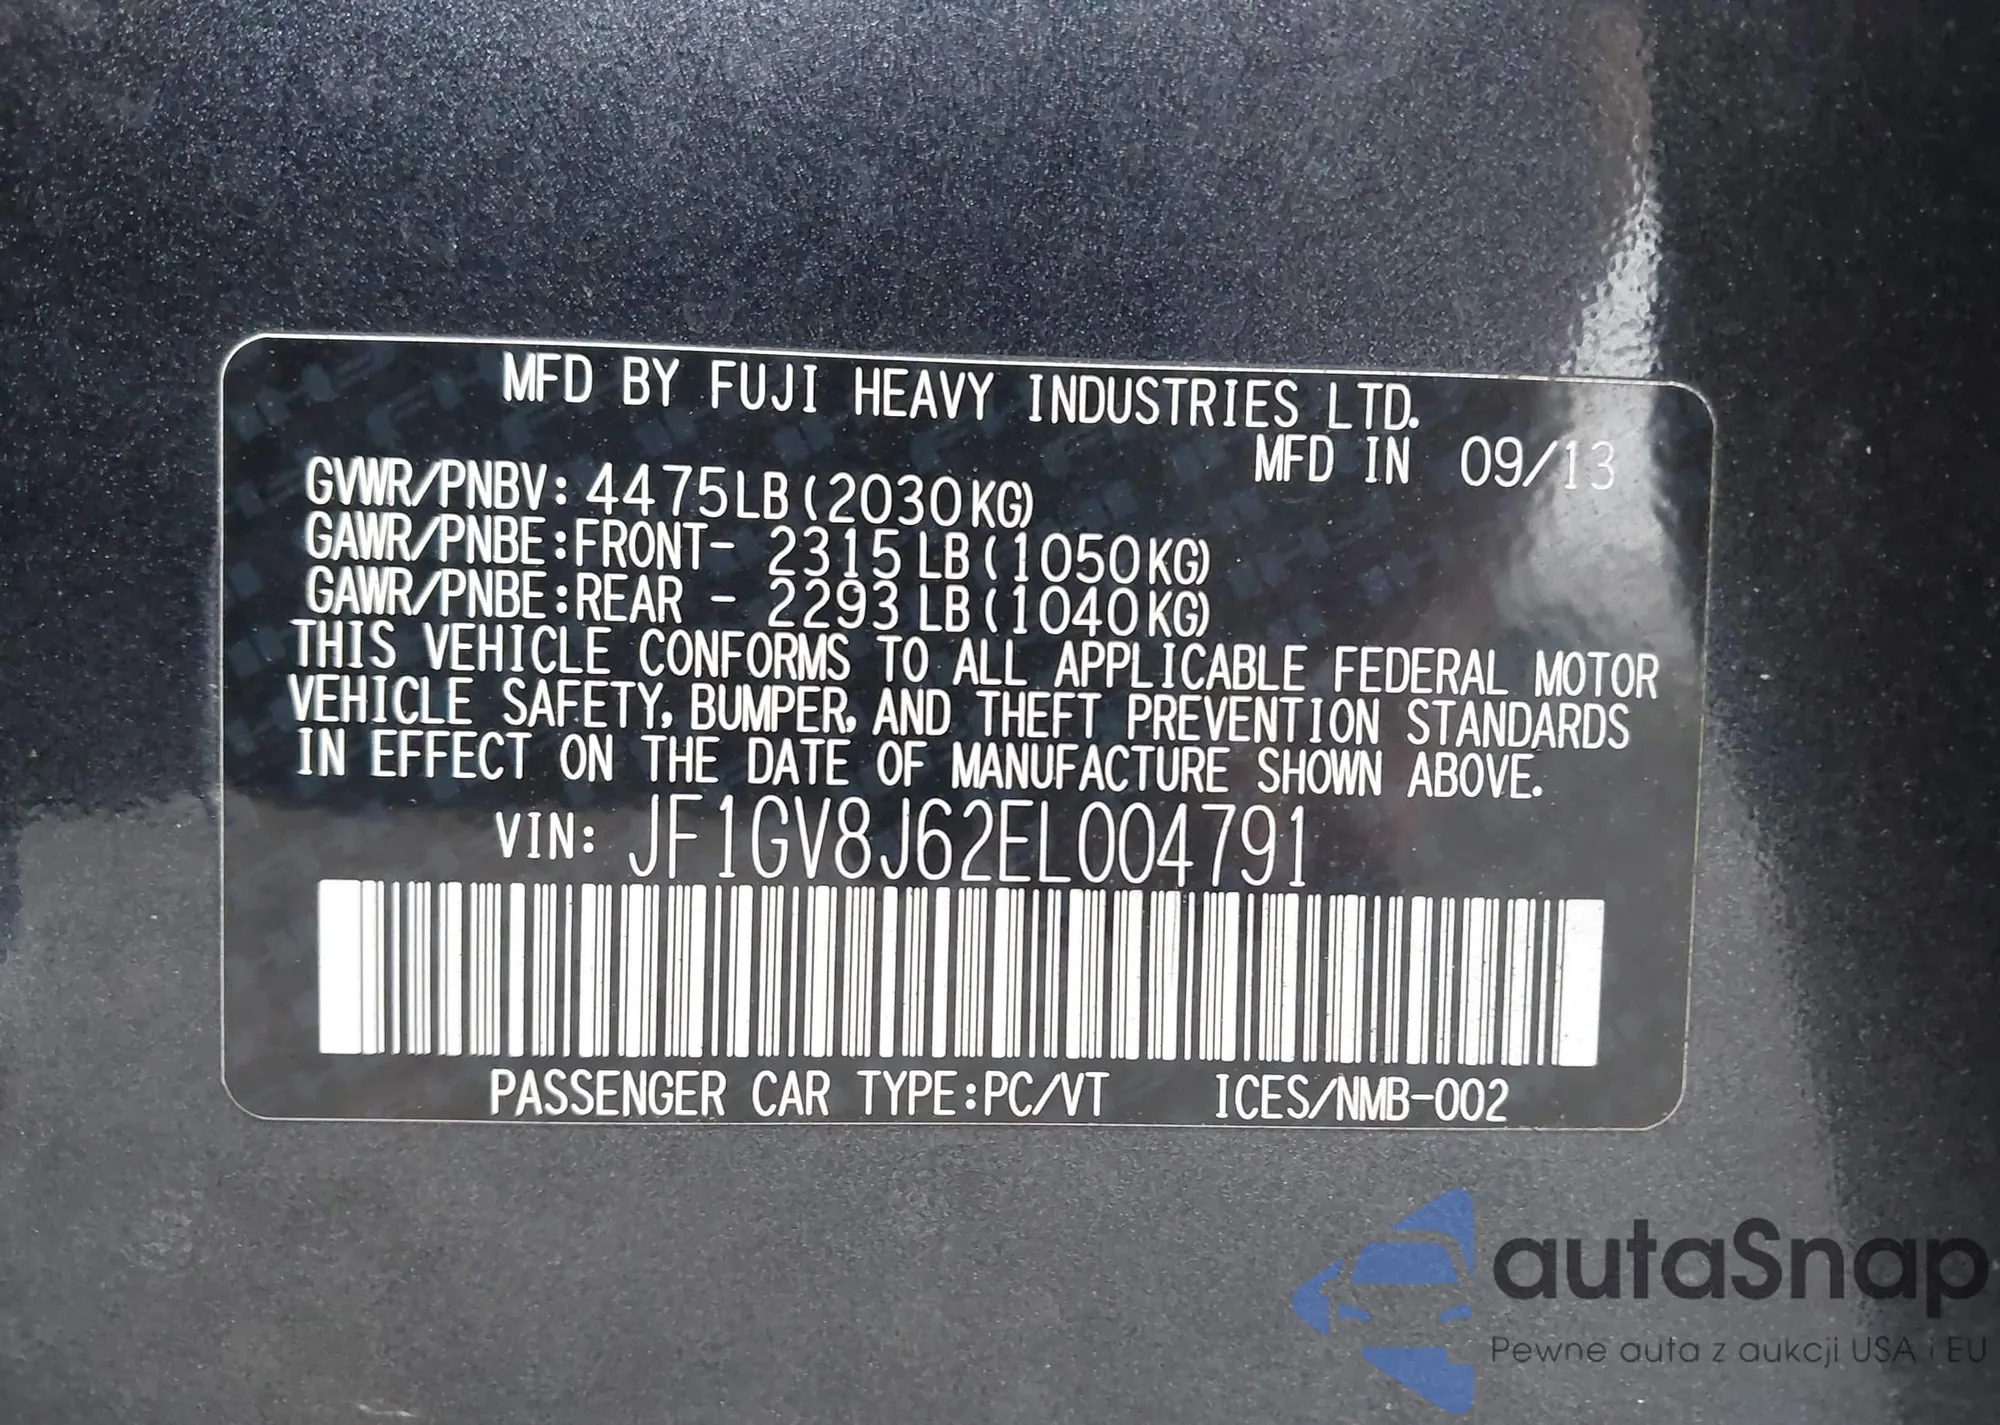 MFD BY FUJI HEAVY INDUSTRIES LTD.
MFD IN 09/13
GVWR/PNBV: 4475LB(2030KG)
GAWR/PNBE:FRONT- 2315LB(1050KG)
GAWR/PNBE:REAR - 2293LB(1040KG)
THIS VEHICLE CONFORMS TO ALL APPLICABLE FEDERAL MOTOR
VEHICLE SAFETY, BUMPER, AND THEFT PREVENTION STANDARDS
IN EFFECT ON THE DATE OF MANUFACTURE SHOWN ABOVE.
VIN: JF1GV8J62EL004791
PASSENGER CAR TYPE:PC/VT ICES/NMB-002
autaSnap
Pewne auta z aukcji USA i EU